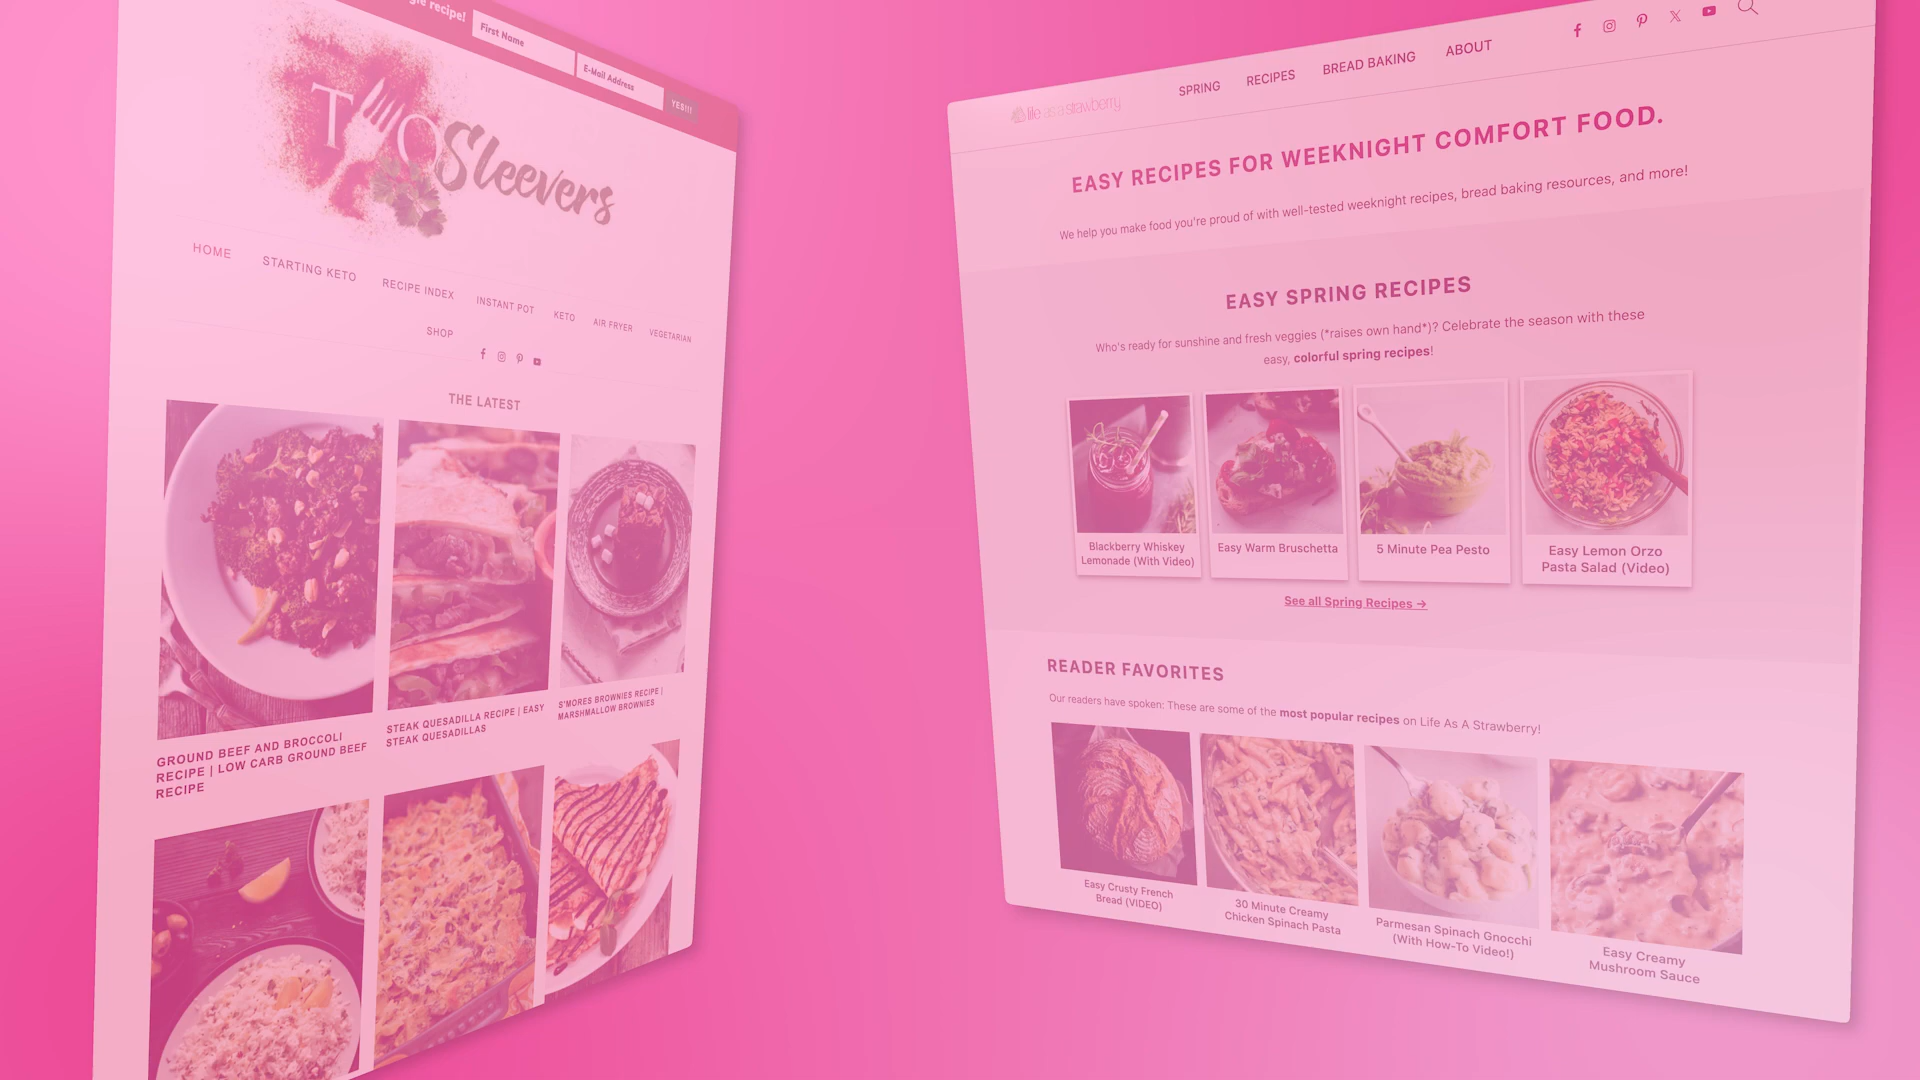 recipe!
First Name
E-Mail Address
YES!!!
TWO Sleevers
HOME
STARTING KETO
RECIPE INDEX
INSTANT POT
KETO
AIR FRYER
VEGETARIAN
SHOP
THE LATEST
GROUND BEEF AND BROCCOLI
RECIPE | LOW CARB GROUND BEEF
RECIPE
STEAK QUESADILLA RECIPE | EASY
STEAK QUESADILLAS
S'MORES BROWNIES RECIPE |
MARSHMALLOW BROWNIES
life as a strawberry
SPRING
RECIPES
BREAD BAKING
ABOUT
EASY RECIPES FOR WEEKNIGHT COMFORT FOOD.
We help you make food you're proud of with well-tested weeknight recipes, bread baking resources, and more!
EASY SPRING RECIPES
Who's ready for sunshine and fresh veggies (*raises own hand*)? Celebrate the season with these
easy, colorful spring recipes!
Blackberry Whiskey
Lemonade (With Video)
Easy Warm Bruschetta
5 Minute Pea Pesto
Easy Lemon Orzo
Pasta Salad (Video)
See all Spring Recipes →
READER FAVORITES
Our readers have spoken: These are some of the most popular recipes on Life As A Strawberry!
Easy Crusty French
Bread (VIDEO)
30 Minute Creamy
Chicken Spinach Pasta
Parmesan Spinach Gnocchi
(With How-To Video!)
Easy Creamy
Mushroom Sauce